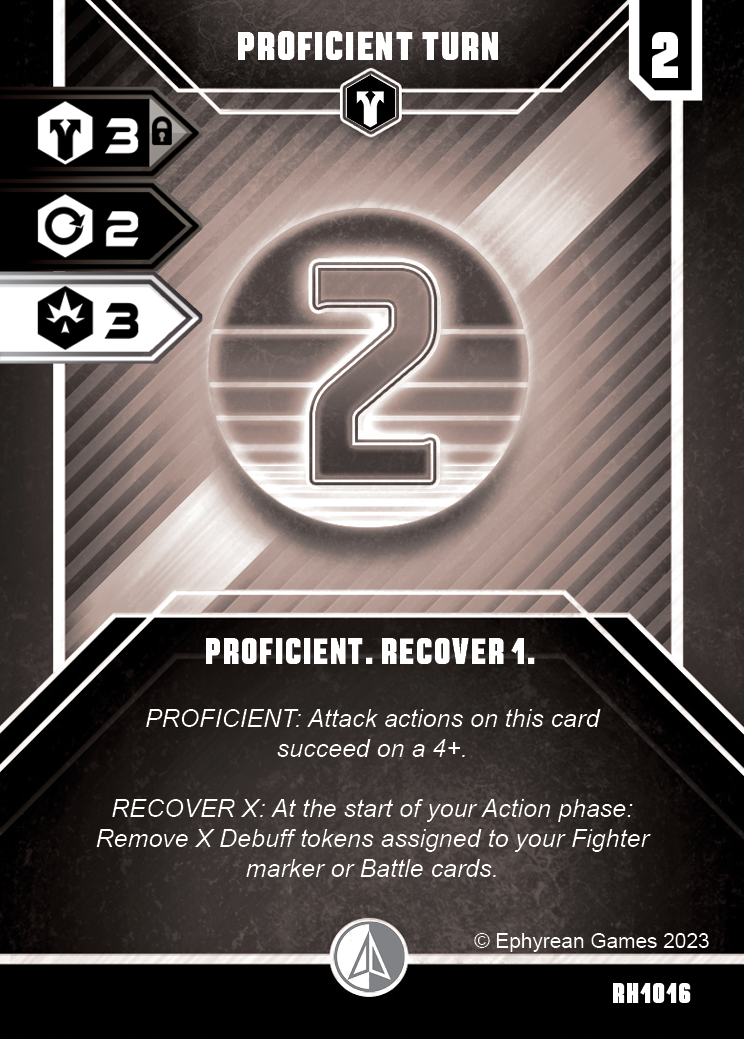 PROFICIENT TURN
2
3
2
3
2
PROFICIENT. RECOVER 1.
PROFICIENT: Attack actions on this card
succeed on a 4+.
RECOVER X: At the start of your Action phase:
Remove X Debuff tokens assigned to your Fighter
marker or Battle cards.
© Ephyrean Games 2023
RH1016